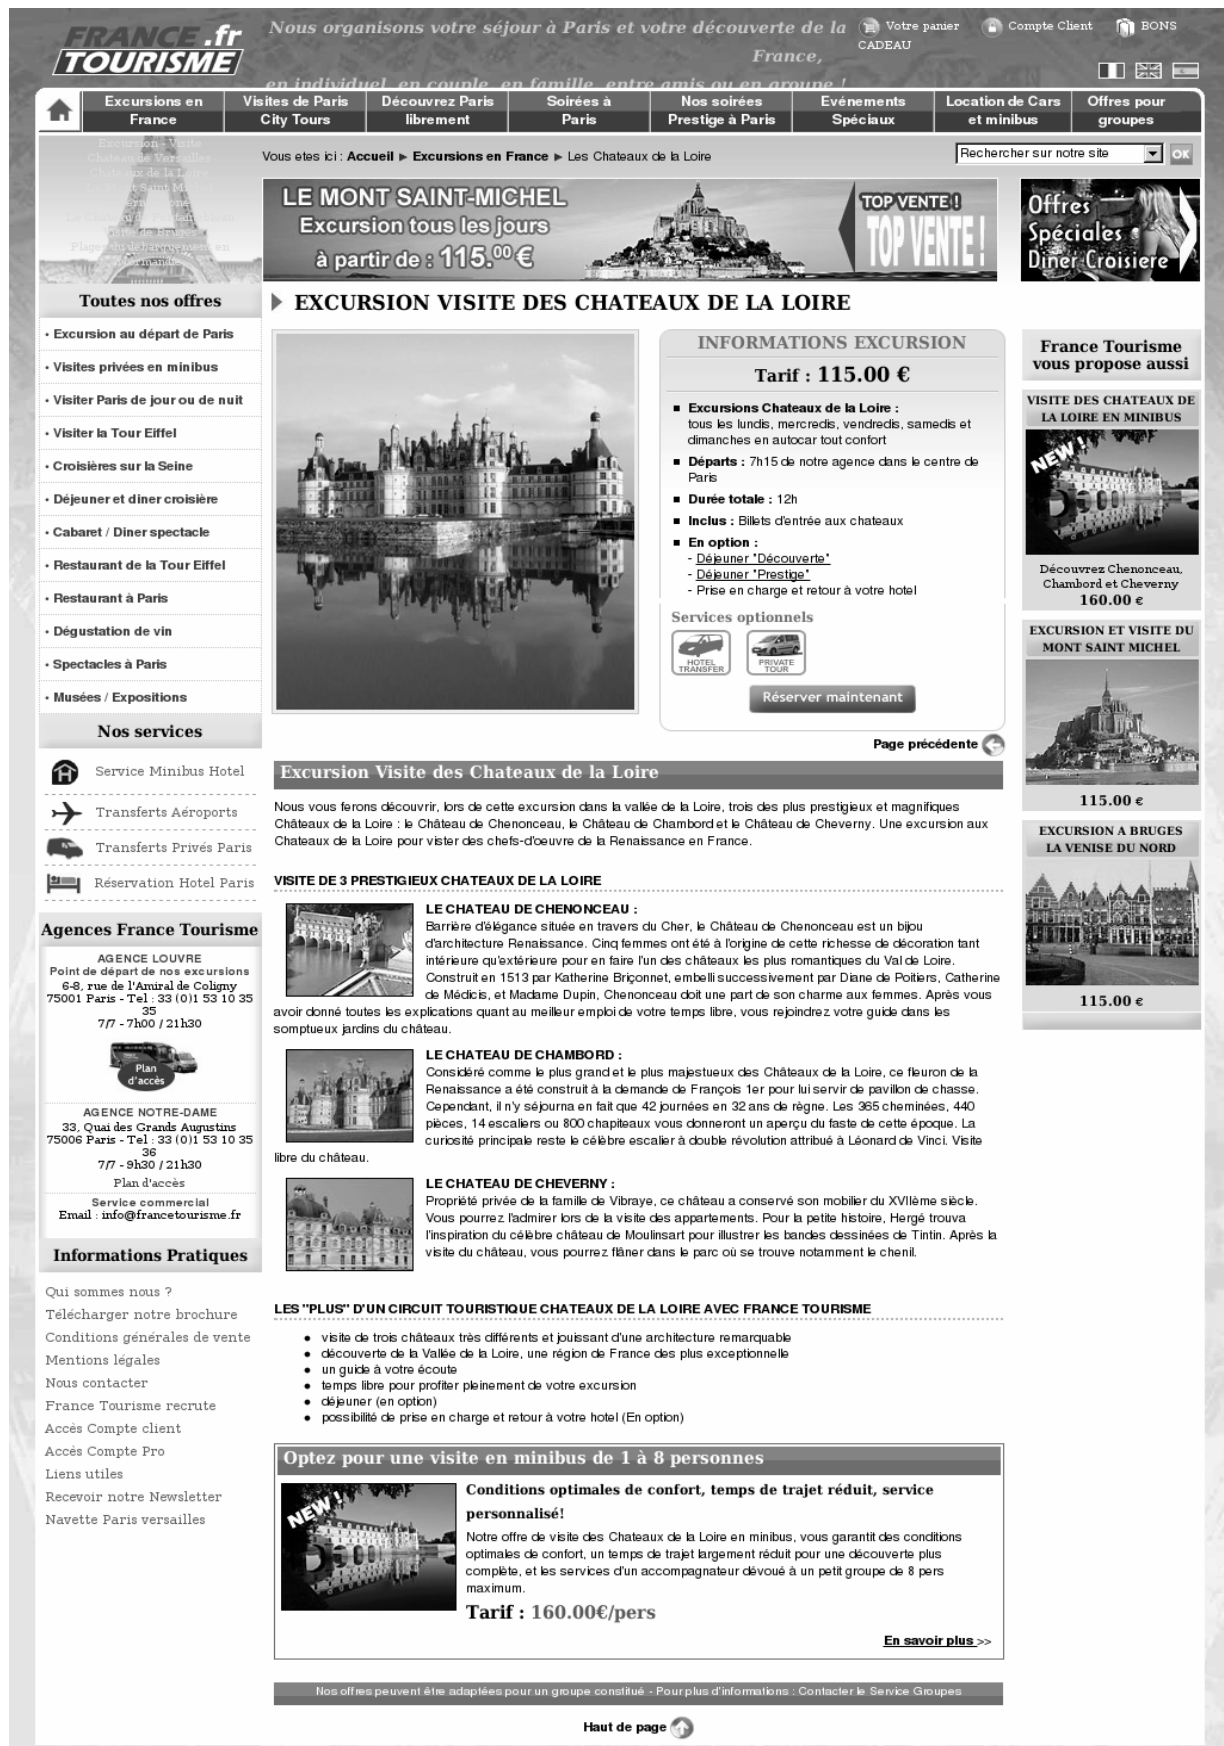 FRANCE.fr
TOURISME
Nous organisons votre séjour à Paris et votre découverte de la
France,
en individuel, en couple, en famille, entre amis ou en groupe !
Votre panier
Compte Client
BONS
CADEAU
Excursions en
France
Visites de Paris
City Tours
Découvrez Paris
librement
Soirées à
Paris
Nos soirées
Prestige à Paris
Evénements
Spéciaux
Location de Cars
et minibus
Offres pour
groupes
Excursion - Visite
Chateau de Versailles
Chateaux de la Loire
Mont Saint Michel
Visite de Bruges
Plages du débarquement en
Normandie
Vous etes ici : Accueil ► Excursions en France ► Les Chateaux de la Loire
Rechercher sur notre site
OK
LE MONT SAINT-MICHEL
Excursion tous les jours
à partir de : 115.00 €
TOP VENTE !
TOP VENTE !
Offres
Spéciales
Diner Croisiere
Toutes nos offres
• Excursion au départ de Paris
• Visites privées en minibus
• Visiter Paris de jour ou de nuit
• Visiter la Tour Eiffel
• Croisières sur la Seine
• Déjeuner et diner croisière
• Cabaret / Diner spectacle
• Restaurant de la Tour Eiffel
• Restaurant à Paris
• Dégustation de vin
• Spectacles à Paris
• Musées / Expositions
Nos services
Service Minibus Hotel
Transferts Aéroports
Transferts Privés Paris
Réservation Hotel Paris
Agences France Tourisme
AGENCE LOUVRE
Point de départ de nos excursions
6-8, rue de l'Amiral de Coligny
75001 Paris - Tel : 33 (0)1 53 10 35
35
7/7 - 7h00 / 21h30
Plan
d'accès
AGENCE NOTRE-DAME
33, Quai des Grands Augustins
75006 Paris - Tel : 33 (0)1 53 10 35
36
7/7 - 9h30 / 21h30
Plan d'accès
Service commercial
Email : info@francetourisme.fr
Informations Pratiques
Qui sommes nous ?
Télécharger notre brochure
Conditions générales de vente
Mentions légales
Nous contacter
France Tourisme recrute
Accès Compte client
Accès Compte Pro
Liens utiles
Recevoir notre Newsletter
Navette Paris versailles
EXCURSION VISITE DES CHATEAUX DE LA LOIRE
INFORMATIONS EXCURSION
Tarif : 115.00 €
Excursions Chateaux de la Loire :
tous les lundis, mercredis, vendredis, samedis et
dimanches en autocar tout confort
Départs : 7h15 de notre agence dans le centre de
Paris
Durée totale : 12h
Inclus : Billets d'entrée aux chateaux
En option :
- Déjeuner "Découverte"
- Déjeuner "Prestige"
- Prise en charge et retour à votre hotel
Services optionnels
HOTEL
TRANSFER
PRIVATE
TOUR
Réserver maintenant
Page précédente
Excursion Visite des Chateaux de la Loire
Nous vous ferons découvrir, lors de cette excursion dans la vallée de la Loire, trois des plus prestigieux et magnifiques
Châteaux de la Loire : le Château de Chenonceau, le Château de Chambord et le Château de Cheverny. Une excursion aux
Chateaux de la Loire pour vister des chefs-d'oeuvre de la Renaissance en France.
VISITE DE 3 PRESTIGIEUX CHATEAUX DE LA LOIRE
LE CHATEAU DE CHENONCEAU :
Barrière d'élégance située en travers du Cher, le Château de Chenonceau est un bijou
d'architecture Renaissance. Cinq femmes ont été à l'origine de cette richesse de décoration tant
intérieure qu'extérieure pour en faire l'un des châteaux les plus romantiques du Val de Loire.
Construit en 1513 par Katherine Briçonnet, embelli successivement par Diane de Poitiers, Catherine
de Médicis, et Madame Dupin, Chenonceau doit une part de son charme aux femmes. Après vous
avoir donné toutes les explications quant au meilleur emploi de votre temps libre, vous rejoindrez votre guide dans les
somptueux jardins du château.
LE CHATEAU DE CHAMBORD :
Considéré comme le plus grand et le plus majestueux des Châteaux de la Loire, ce fleuron de la
Renaissance a été construit à la demande de François 1er pour lui servir de pavillon de chasse.
Cependant, il n'y séjourna en fait que 42 journées en 32 ans de règne. Les 365 cheminées, 440
pièces, 14 escaliers ou 800 chapiteaux vous donneront un aperçu du faste de cette époque. La
curiosité principale reste le célèbre escalier à double révolution attribué à Léonard de Vinci. Visite
libre du château.
LE CHATEAU DE CHEVERNY :
Propriété privée de la famille de Vibraye, ce château a conservé son mobilier du XVIIème siècle.
Vous pourrez l'admirer lors de la visite des appartements. Pour la petite histoire, Hergé trouva
l'inspiration du célèbre château de Moulinsart pour illustrer les bandes dessinées de Tintin. Après la
visite du château, vous pourrez flâner dans le parc où se trouve notamment le chenil.
LES "PLUS" D'UN CIRCUIT TOURISTIQUE CHATEAUX DE LA LOIRE AVEC FRANCE TOURISME
visite de trois châteaux très différents et jouissant d'une architecture remarquable
découverte de la Vallée de la Loire, une région de France des plus exceptionnelle
un guide à votre écoute
temps libre pour profiter pleinement de votre excursion
déjeuner (en option)
possibilité de prise en charge et retour à votre hotel (En option)
Optez pour une visite en minibus de 1 à 8 personnes
NEW !
Conditions optimales de confort, temps de trajet réduit, service
personnalisé!
Notre offre de visite des Chateaux de la Loire en minibus, vous garantit des conditions
optimales de confort, un temps de trajet largement réduit pour une découverte plus
complète, et les services d'un accompagnateur dévoué à un petit groupe de 8 pers
maximum.
Tarif : 160.00€/pers
En savoir plus >>
Nos offres peuvent être adaptées pour un groupe constitué - Pour plus d'informations : Contacter le Service Groupes
Haut de page
France Tourisme
vous propose aussi
VISITE DES CHATEAUX DE
LA LOIRE EN MINIBUS
NEW !
Découvrez Chenonceau,
Chambord et Cheverny
160.00 €
EXCURSION ET VISITE DU
MONT SAINT MICHEL
115.00 €
EXCURSION A BRUGES
LA VENISE DU NORD
115.00 €